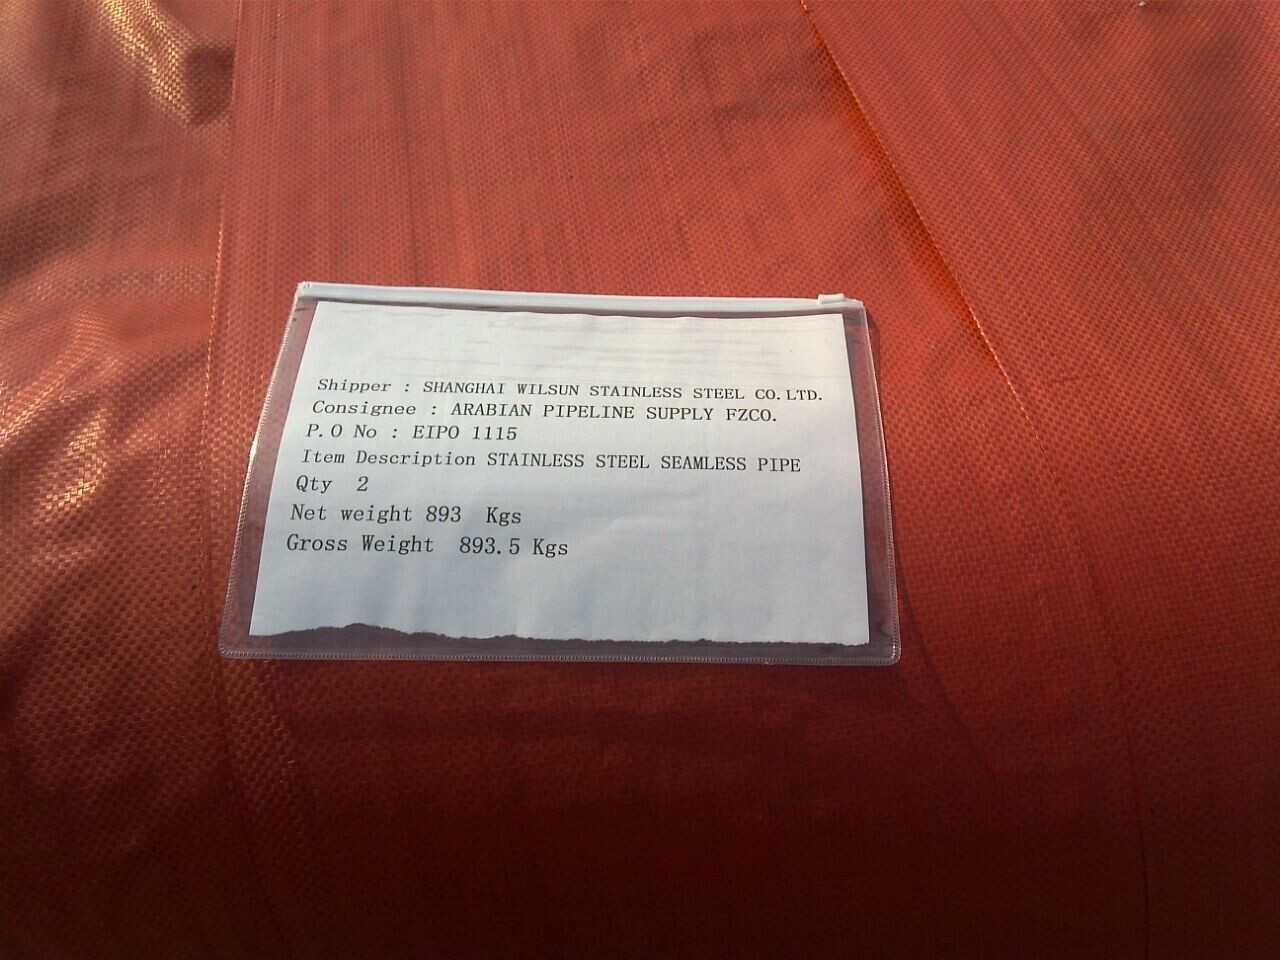 Shipper : SHANGHAI WILSUN STAINLESS STEEL CO.LTD.
Consignee : ARABIAN PIPELINE SUPPLY FZCO.
P.O No : EIPO 1115
Item Description STAINLESS STEEL SEAMLESS PIPE
Qty 2
Net weight 893 Kgs
Gross Weight 893.5 Kgs